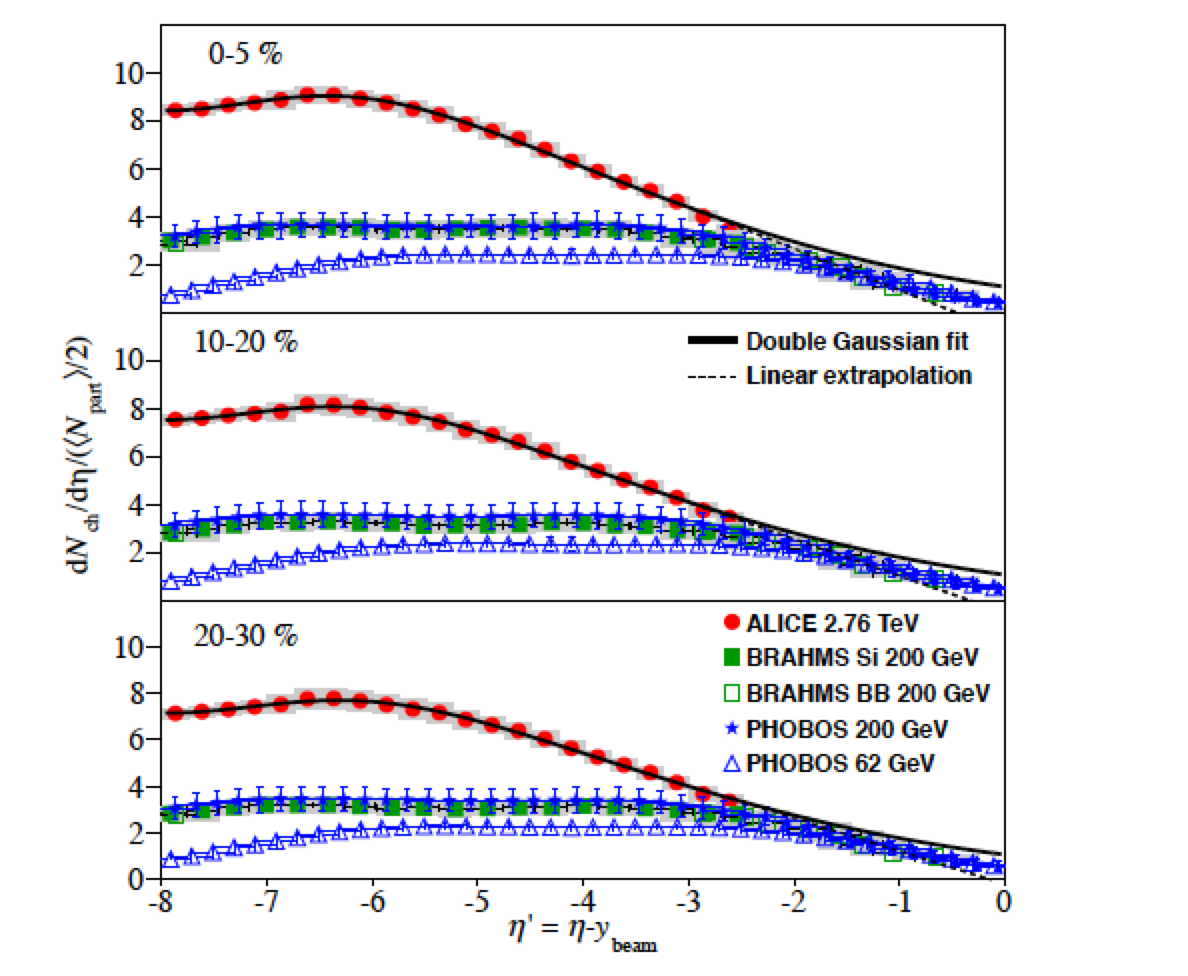 0-5 %
10
8
6
4
2
10-20 %
Double Gaussian fit
Linear extrapolation
10
8
6
4
2
dN_ch/dη/(⟨N_part⟩/2)
20-30 %
ALICE 2.76 TeV
BRAHMS Si 200 GeV
BRAHMS BB 200 GeV
PHOBOS 200 GeV
PHOBOS 62 GeV
10
8
6
4
2
0
-8 -7 -6 -5 -4 -3 -2 -1 0
η' = η-y_beam